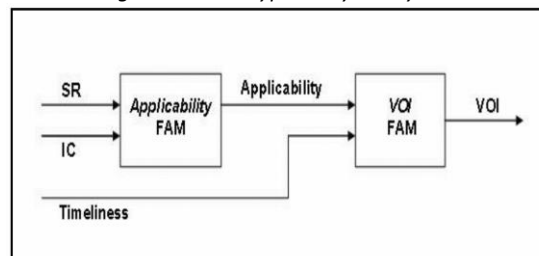 SR
Applicability
Applicability
FAM
VOI
FAM
VOI
IC
Timeliness